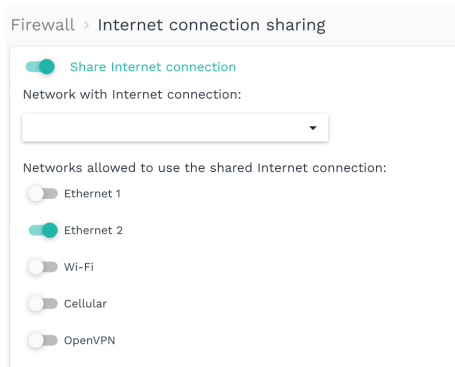 Firewall > Internet connection sharing
Share Internet connection
Network with Internet connection:
Networks allowed to use the shared Internet connection:
Ethernet 1
Ethernet 2
Wi-Fi
Cellular
OpenVPN